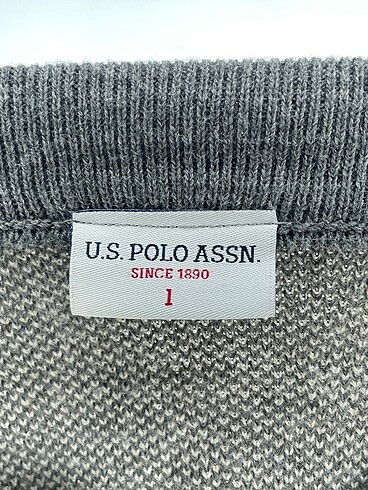 U.S. POLO ASSN.
SINCE 1890
1